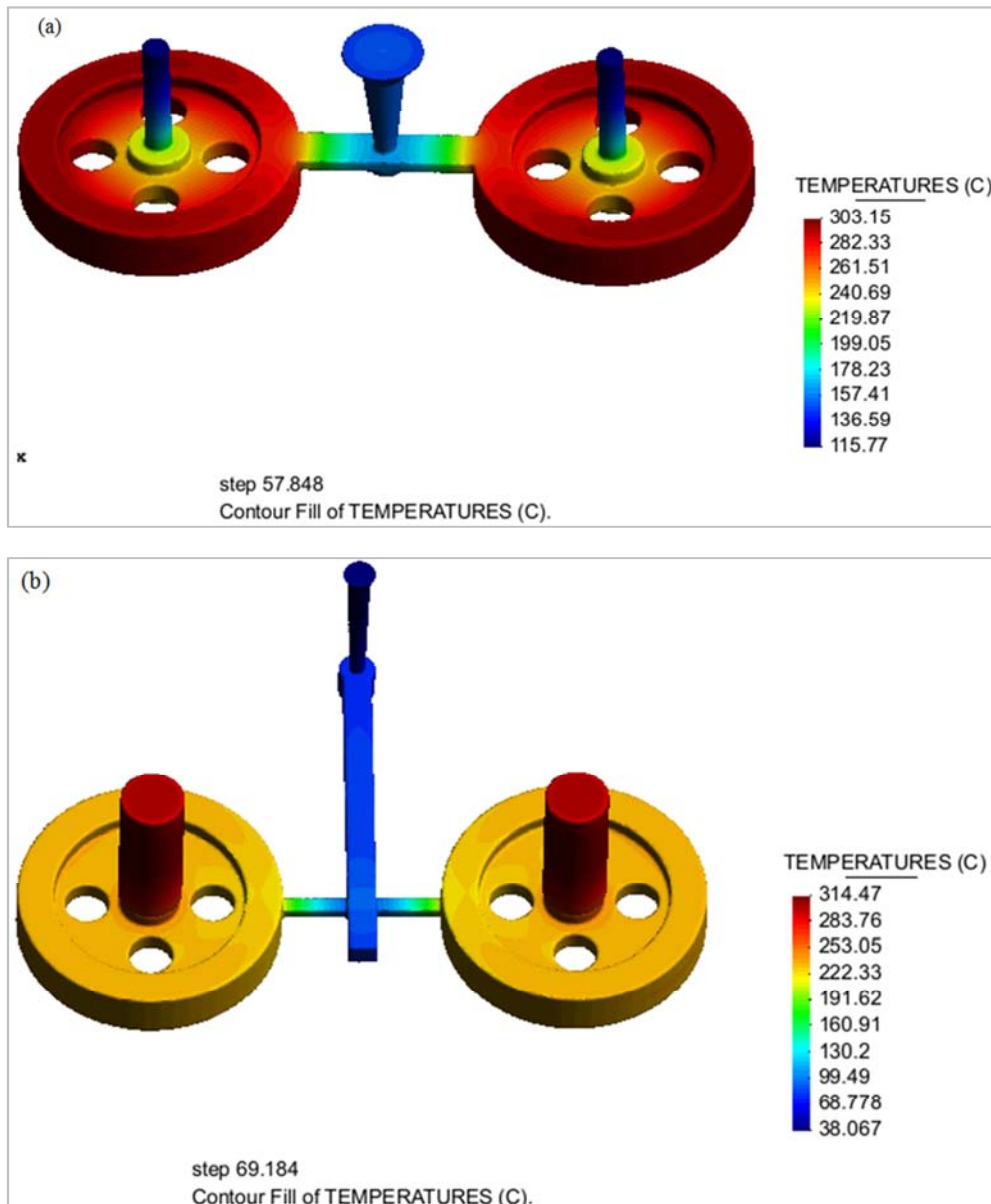 (a)
TEMPERATURES (C)
303.15
282.33
261.51
240.69
219.87
199.05
178.23
157.41
136.59
115.77
x
step 57.848
Contour Fill of TEMPERATURES (C).
(b)
TEMPERATURES (C)
314.47
283.76
253.05
222.33
191.62
160.91
130.2
99.49
68.778
38.067
step 69.184
Contour Fill of TEMPERATURES (C).